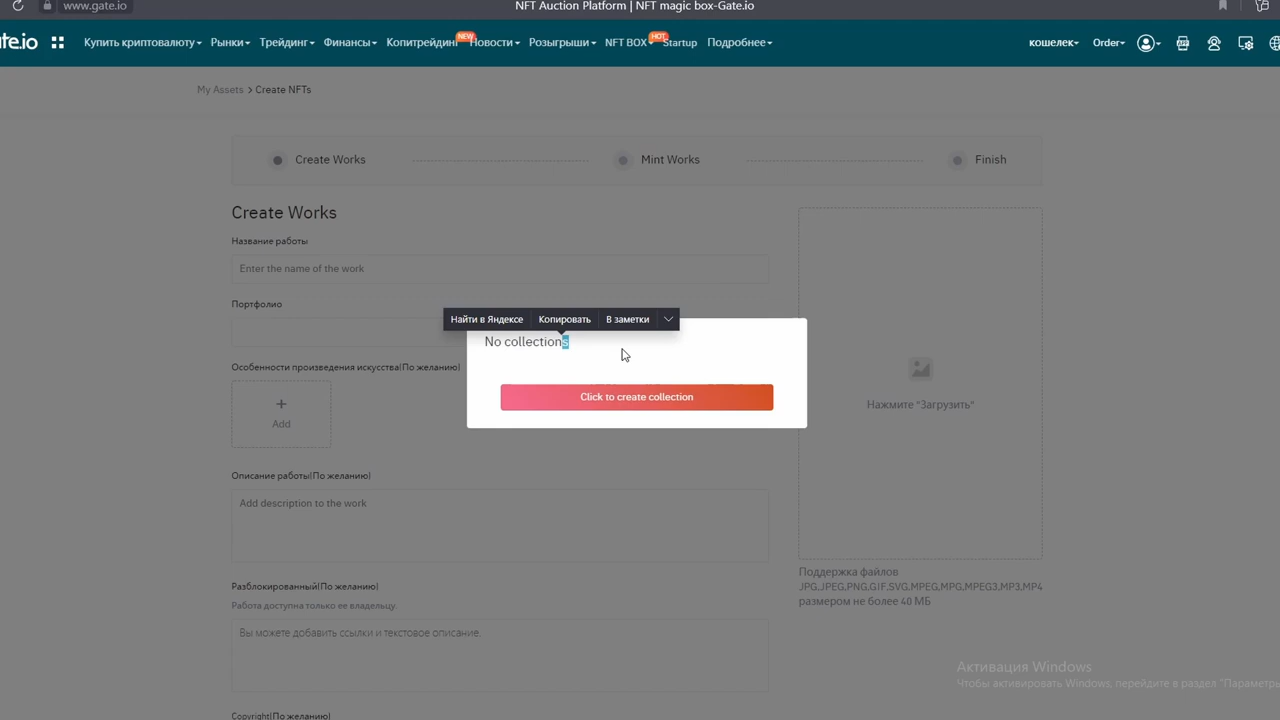 www.gate.io
NFT Auction Platform | NFT magic box-Gate.io
te.io
Купить криптовалюту Рынки Трейдинг Финансы Копитрейдинг NEW Новости Розыгрыши NFT BOX HOT Startup Подробнее кошелек Order
My Assets > Create NFTs
Create Works Mint Works Finish
Create Works
Название работы
Enter the name of the work
Портфолио
Найти в Яндексе Копировать В заметки
No collections
Click to create collection
Особенности произведения искусства(По желанию)
+
Add
Нажмите "Загрузить"
Описание работы(По желанию)
Add description to the work
Поддержка файлов
JPG,JPEG,PNG,GIF,SVG,MPEG,MPG,MPEG3,MP3,MP4
размером не более 40 МБ
Разблокированный(По желанию)
Работа доступна только ее владельцу.
Вы можете добавить ссылки и текстовое описание.
Активация Windows
Чтобы активировать Windows, перейдите в раздел "Параметры
Copyright(По желанию)